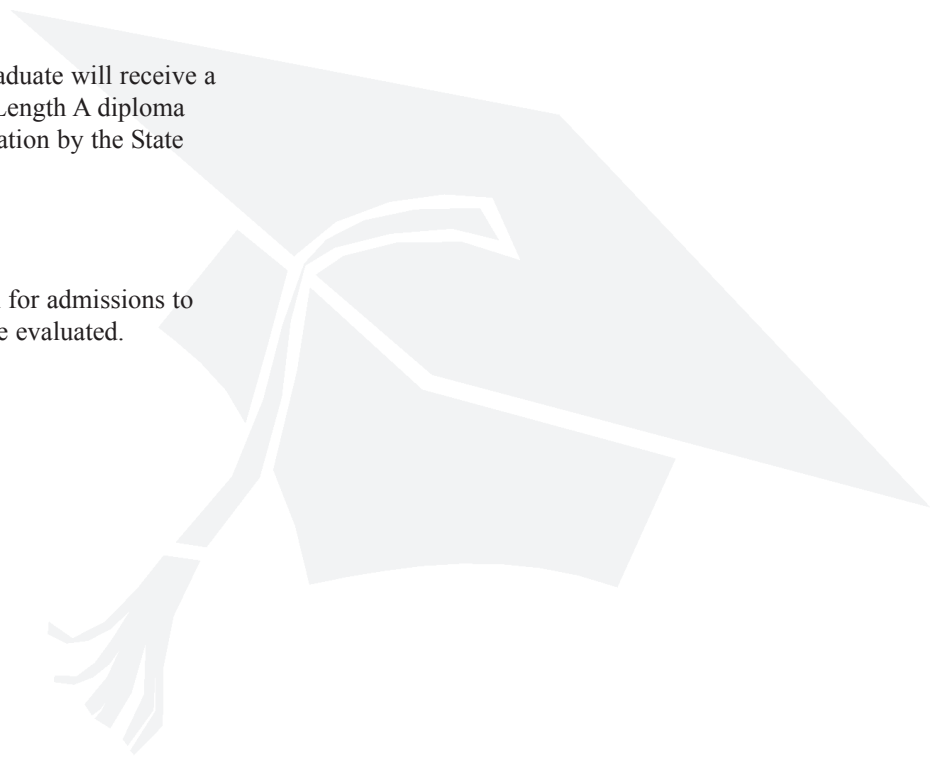 aduate will receive a
Length A diploma
ation by the State
for admissions to
e evaluated.